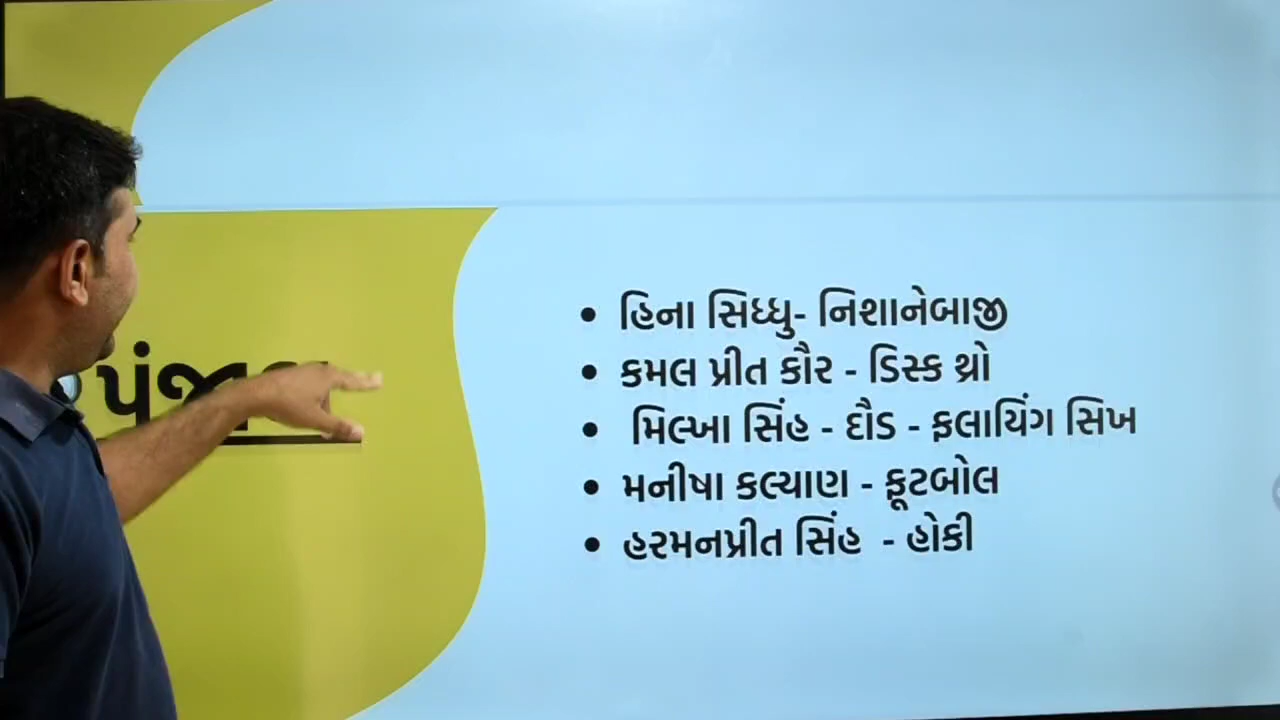 હિના સિધ્ધુ- નિશાનેબાજી
કમલ પ્રીત કૌર - ડિસ્ક થ્રો
મિલ્ખા સિંહ - દૌડ - ફલાયિંગ સિખ
મનીષા કલ્યાણ - ફૂટબોલ
હરમનપ્રીત સિંહ - હોકી